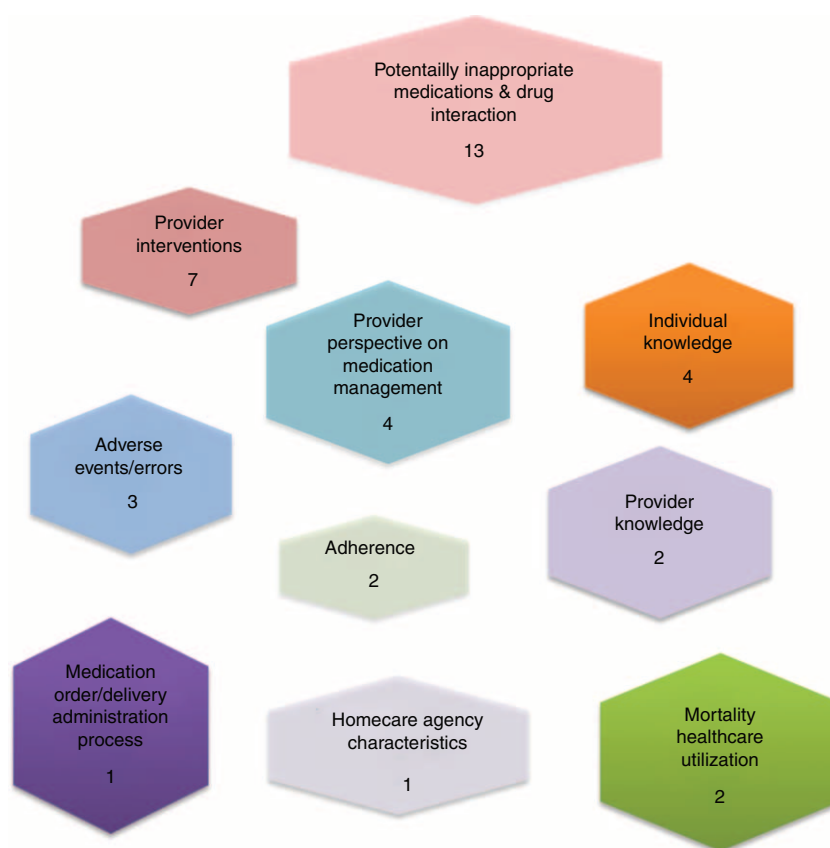 Potentailly inappropriate
medications & drug
interaction
13
Provider
interventions
7
Provider
perspective on
medication
management
4
Individual
knowledge
4
Adverse
events/errors
3
Provider
knowledge
2
Adherence
2
Medication
order/delivery
administration
process
1
Homecare agency
characteristics
1
Mortality
healthcare
utilization
2